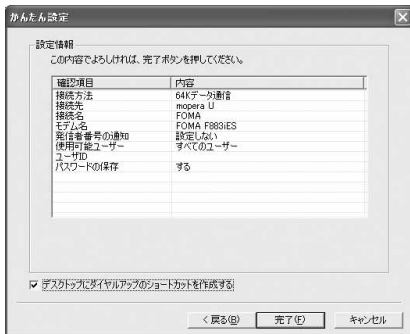 かんたん設定
設定情報
この内容でよろしければ、完了ボタンを押してください。
確認項目 内容
接続方法 64Kデータ通信
接続先 mopera U
接続名 FOMA
モデム名 FOMA F883iES
発信者番号の通知 設定しない
使用可能ユーザー すべてのユーザー
ユーザID
パスワードの保存 する
デスクトップにダイヤルアップのショートカットを作成する
< 戻る(B) 完了(F) キャンセル